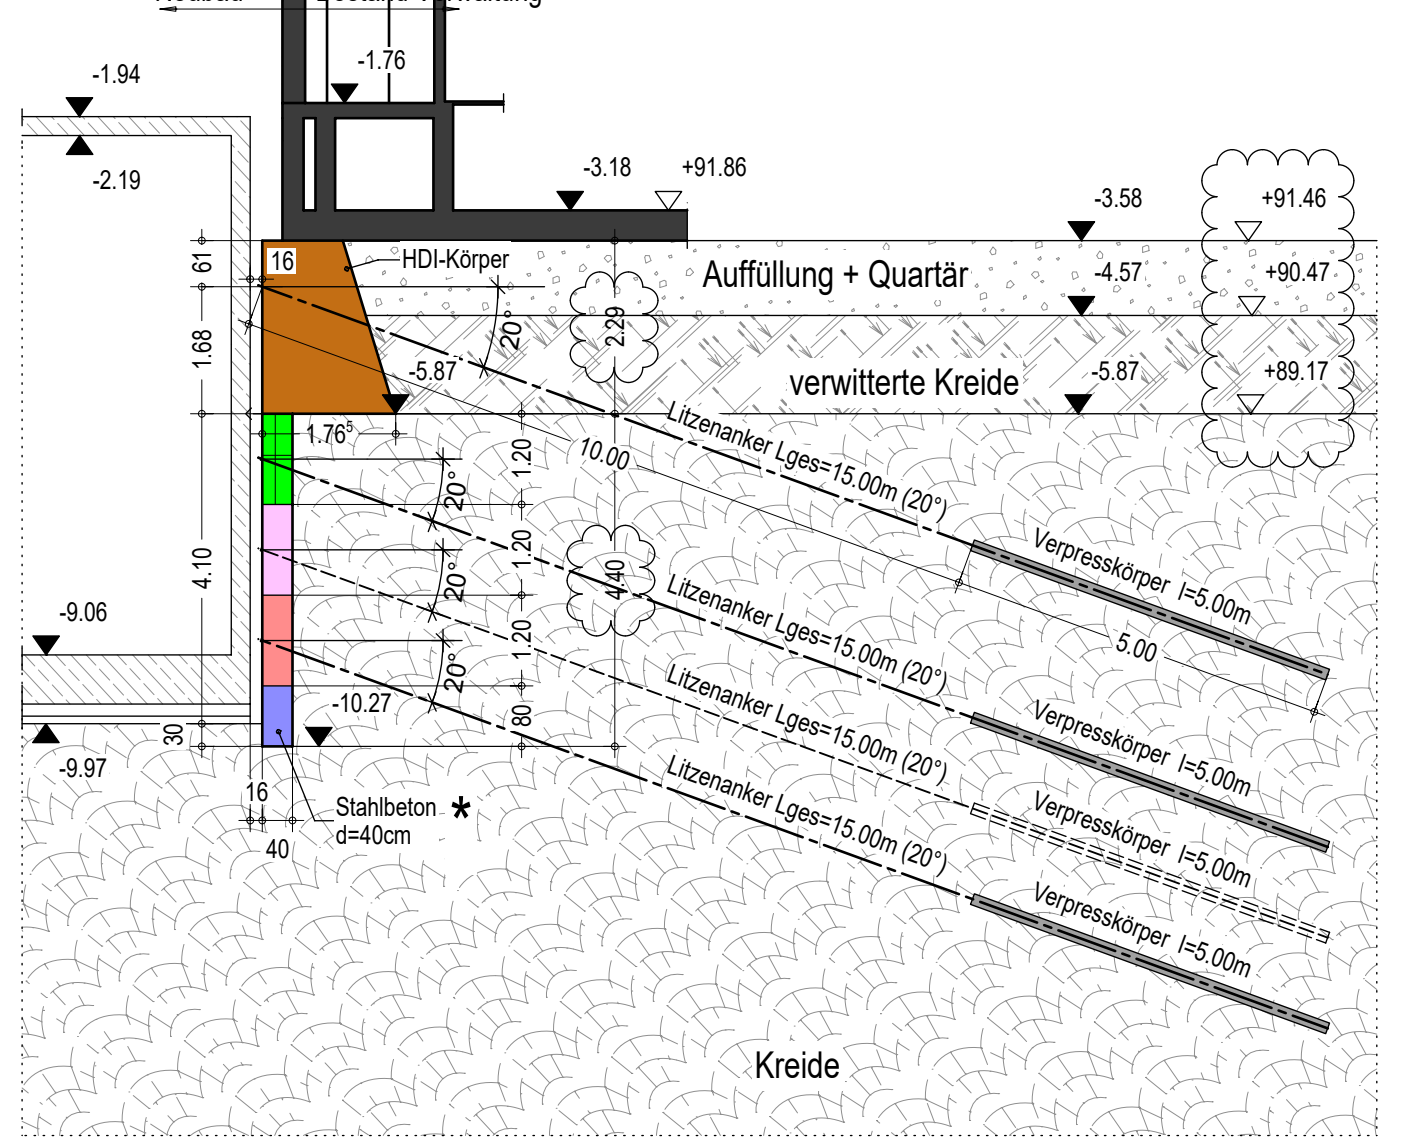 -1.76
-1.94
-2.19
-3.18
+91.86
-3.58
+91.46
61
16
HDI-Körper
Auffüllung + Quartär
-4.57
+90.47
20°
2.29
1.68
-5.87
verwitterte Kreide
-5.87
+89.17
1.76⁵
1.20
10.00
Litzenanker Lges=15.00m (20°)
20°
4.10
20°
1.20
4.40
Verpresskörper l=5.00m
Litzenanker Lges=15.00m (20°)
5.00
-9.06
20°
1.20
Litzenanker Lges=15.00m (20°)
Verpresskörper l=5.00m
-10.27
80
30
-9.97
Litzenanker Lges=15.00m (20°)
Verpresskörper l=5.00m
16
Stahlbeton *
d=40cm
40
Verpresskörper l=5.00m
Kreide